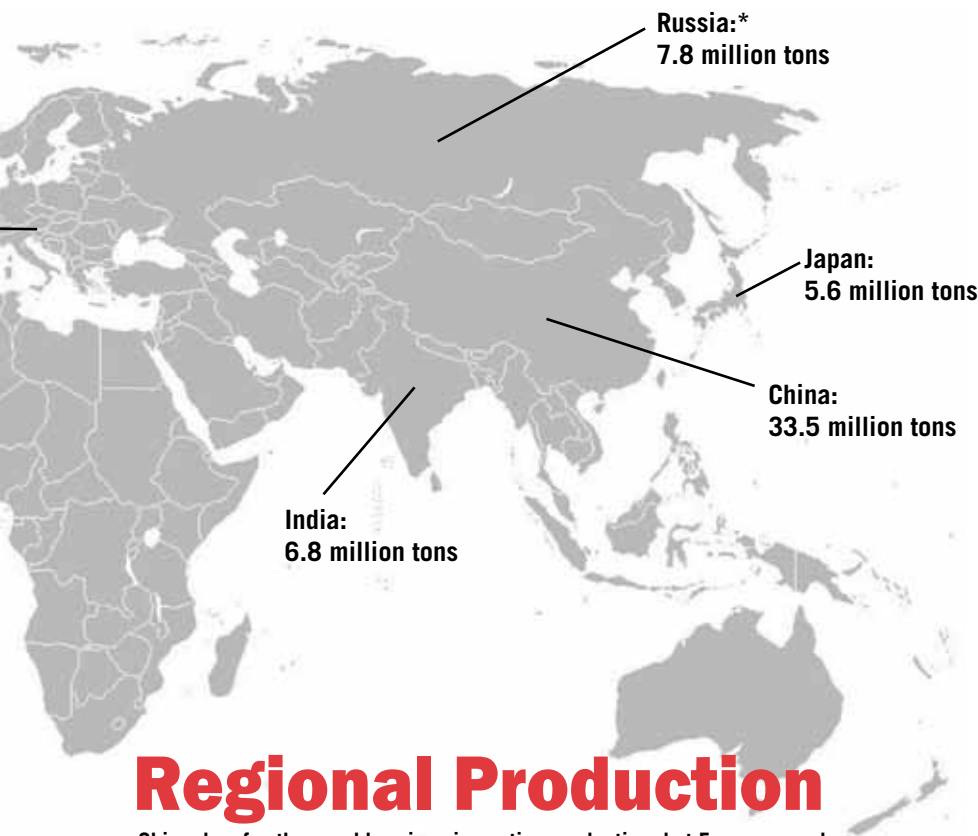 Russia:*
7.8 million tons
Japan:
5.6 million tons
China:
33.5 million tons
India:
6.8 million tons
Regional Production